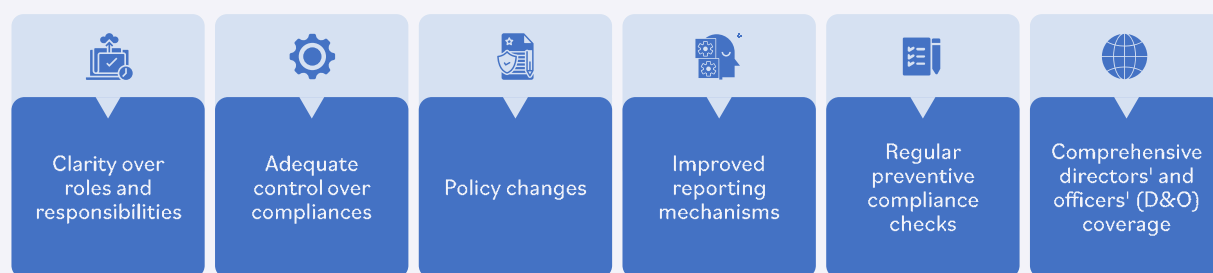 Clarity over
roles and
responsibilities
Adequate
control over
compliances
Policy changes
Improved
reporting
mechanisms
Regular
preventive
compliance
checks
Comprehensive
directors' and
officers' (D&O)
coverage